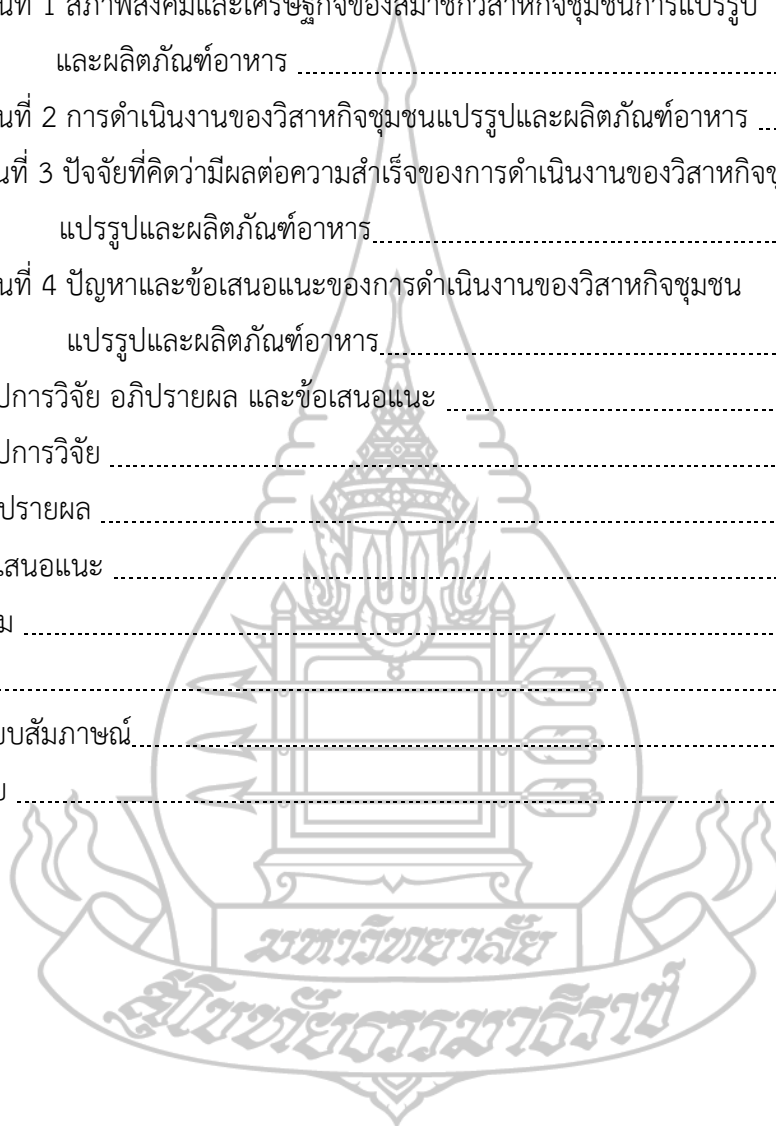 นที่ 1 สภาพสังคมและเศรษฐกิจของสมาชิกวิสาหกิจชุมชนการแปรรูป
และผลิตภัณฑ์อาหาร
นที่ 2 การดำเนินงานของวิสาหกิจชุมชนแปรรูปและผลิตภัณฑ์อาหาร
นที่ 3 ปัจจัยที่คิดว่ามีผลต่อความสำเร็จของการดำเนินงานของวิสาหกิจชุ
แปรรูปและผลิตภัณฑ์อาหาร
นที่ 4 ปัญหาและข้อเสนอแนะของการดำเนินงานของวิสาหกิจชุมชน
แปรรูปและผลิตภัณฑ์อาหาร
ปการวิจัย อภิปรายผล และข้อเสนอแนะ
ปการวิจัย
ปรายผล
เสนอแนะ
ม
บบสัมภาษณ์
ย
มหาวิทยาลัย
สุโขทัยธรรมาธิราช